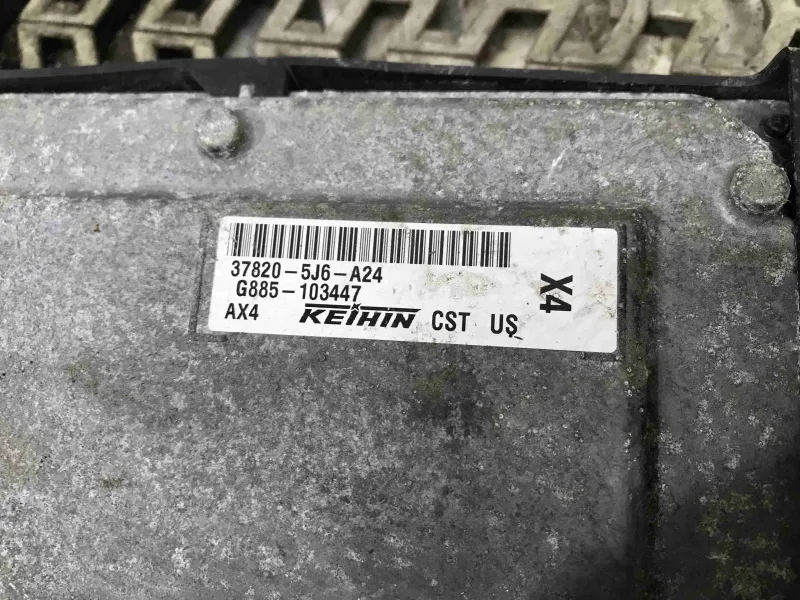 37820-5J6-A24
G885-103447
AX4 KEIHIN CST US
X4